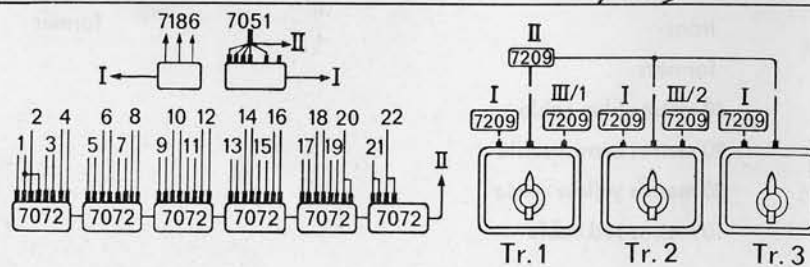 7186 7051
II
I I
2 4 6 8 10 12 14 16 18 20 22
1 3 5 7 9 11 13 15 17 19 21
7072 7072 7072 7072 7072 7072
II
II
7209
I III/1 I III/2 I
7209 7209 7209 7209 7209
Tr. 1 Tr. 2 Tr. 3